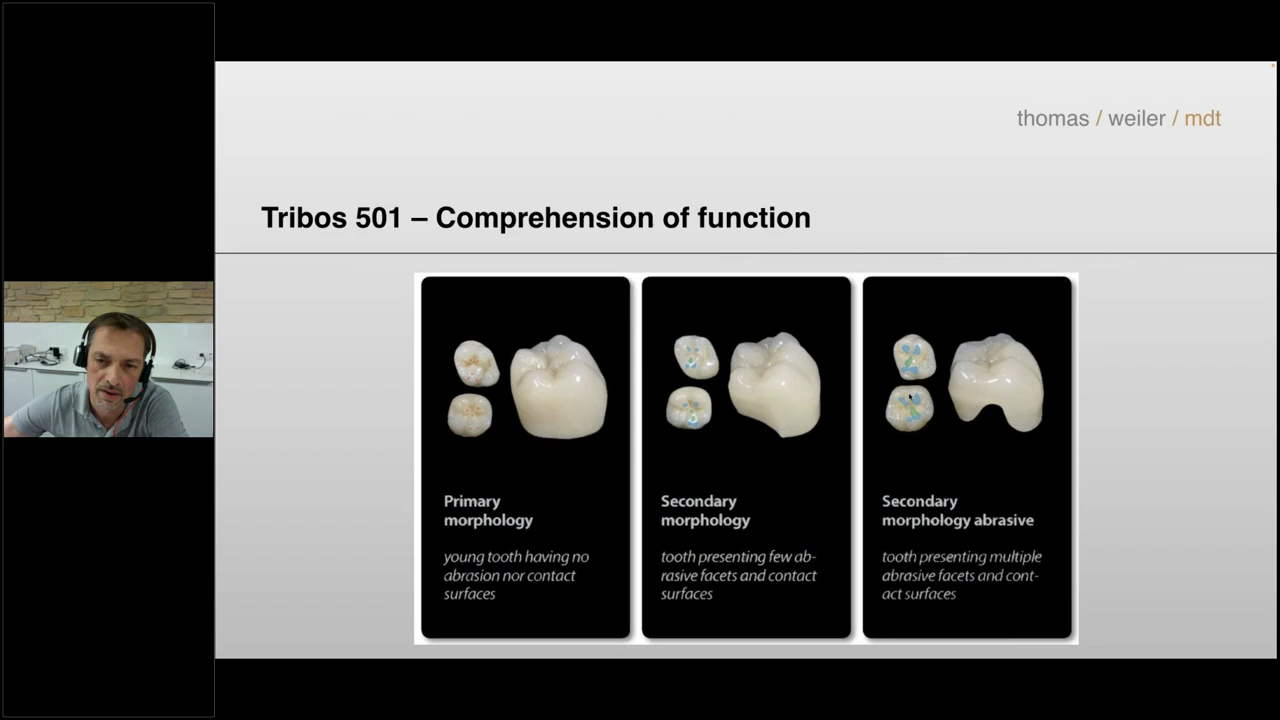 thomas / weiler / mdt
Tribos 501 – Comprehension of function
Primary
morphology
young tooth having no
abrasion nor contact
surfaces
Secondary
morphology
tooth presenting few ab-
rasive facets and contact
surfaces
Secondary
morphology abrasive
tooth presenting multiple
abrasive facets and cont-
act surfaces